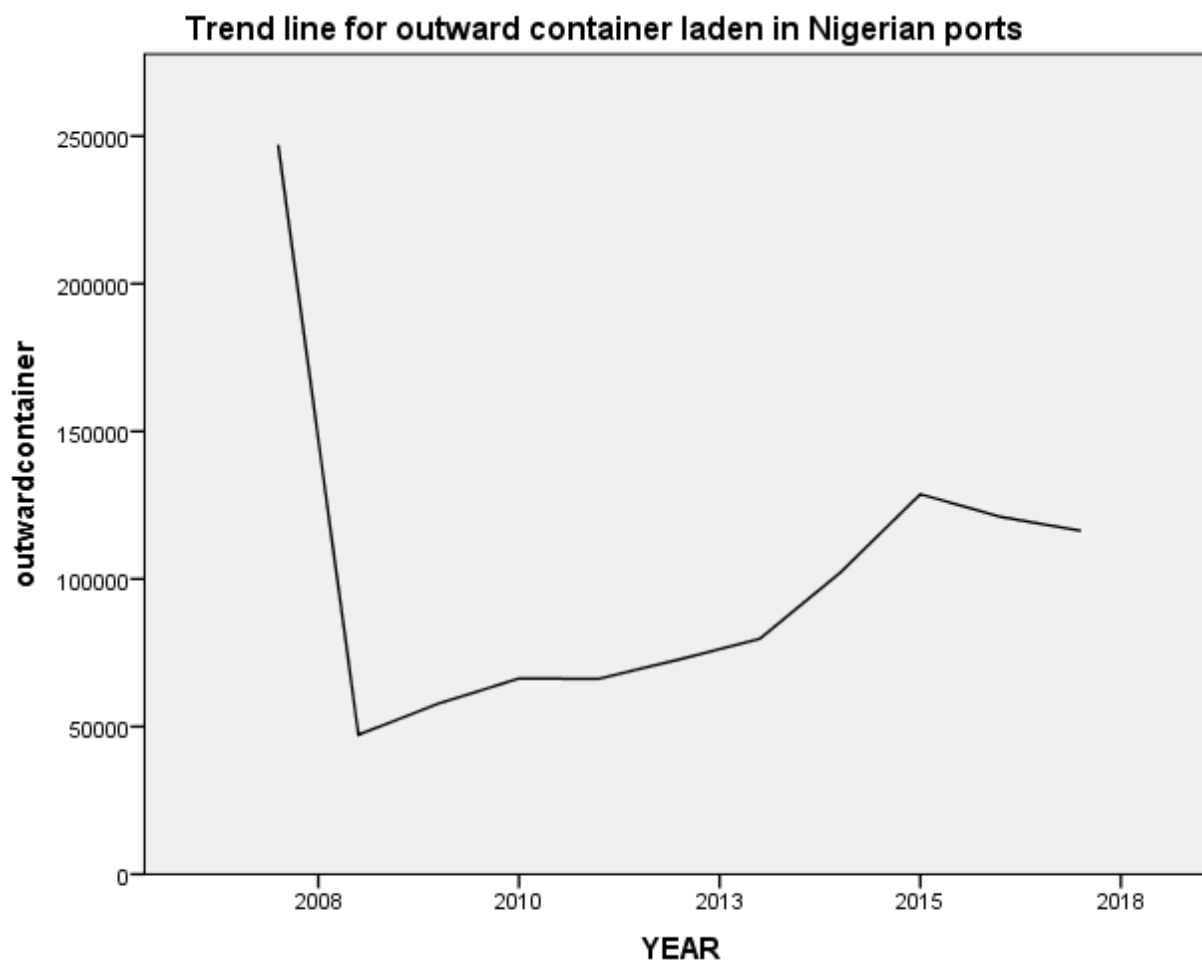 Trend line for outward container laden in Nigerian ports
250000
200000
150000
100000
50000
0
outwardcontainer
2008 2010 2013 2015 2018
YEAR